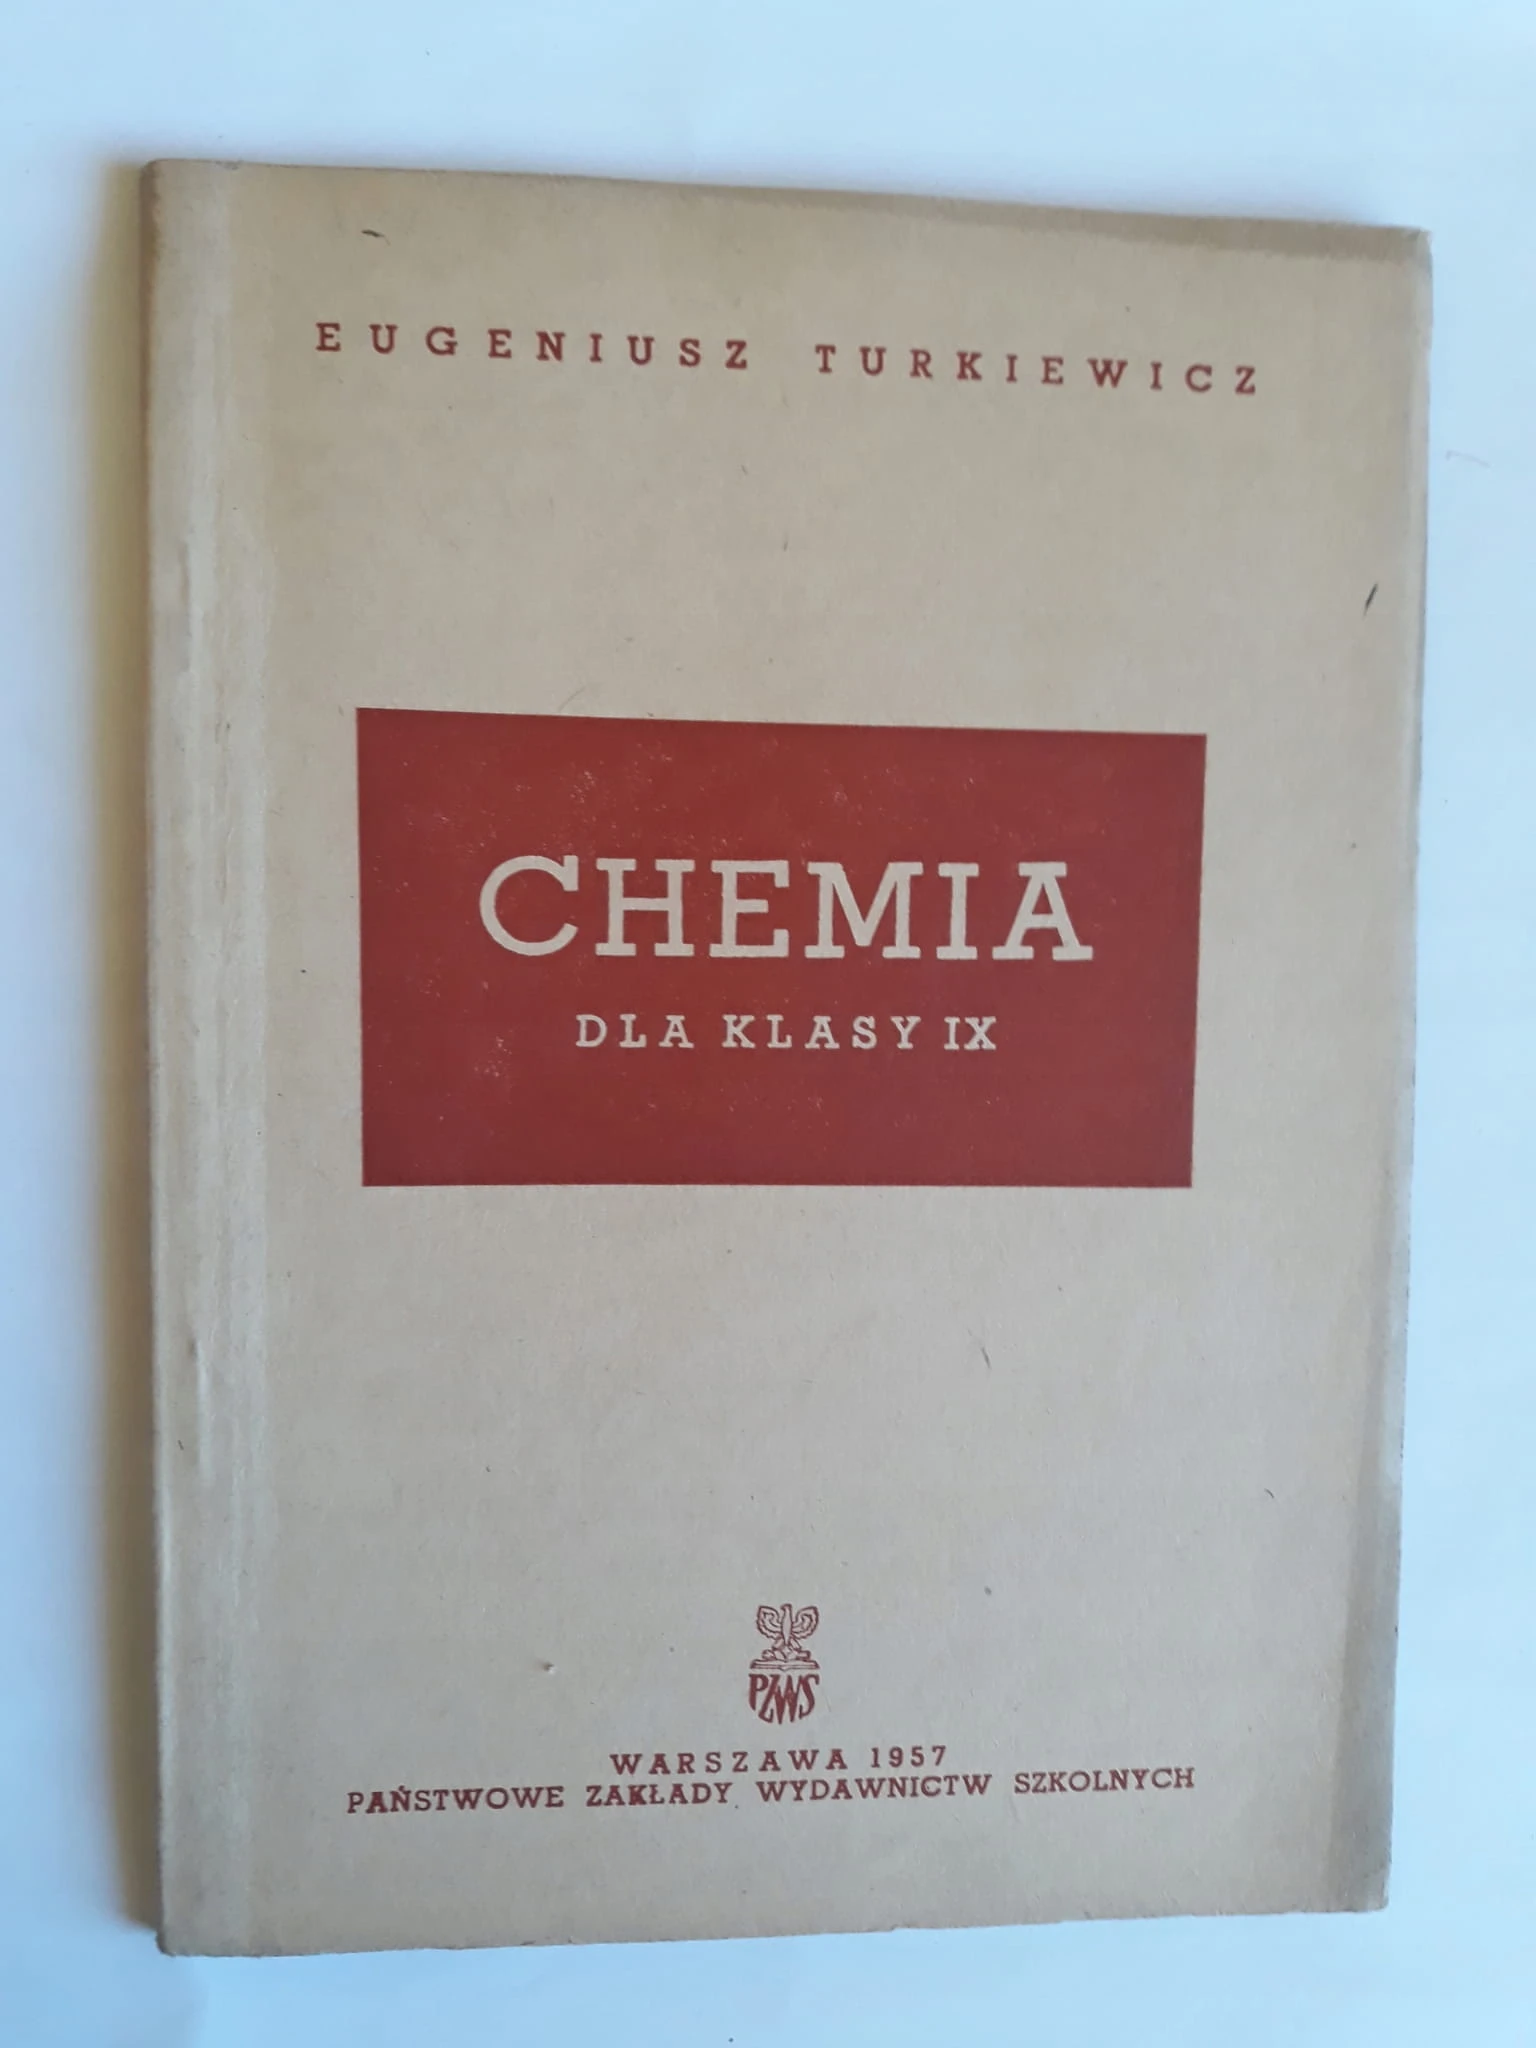 EUGENIUSZ TURKIEWICZ
CHEMIA
DLA KLASY IX
PZWS
WARSZAWA 1957
PAŃSTWOWE ZAKŁADY WYDAWNICTW SZKOLNYCH